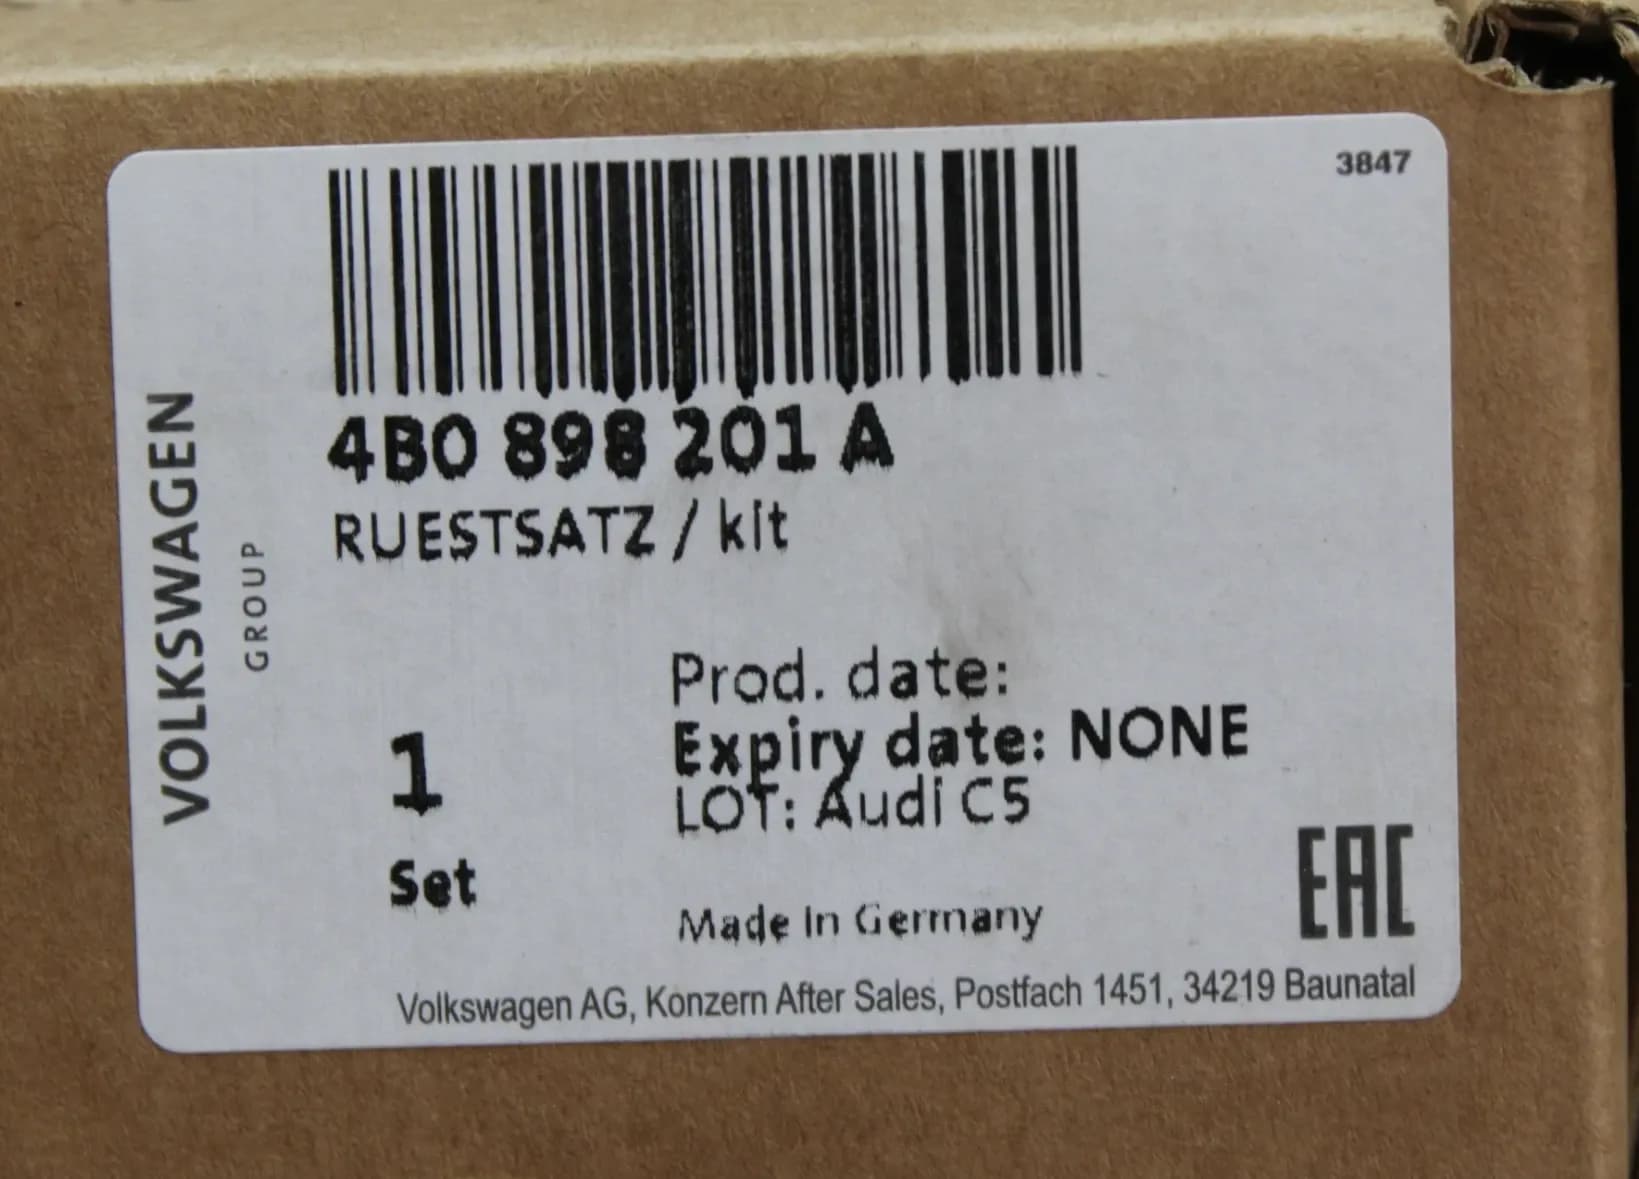 3847
VOLKSWAGEN
GROUP
4B0 898 201 A
RUESTSATZ / kit
Prod. date:
Expiry date: NONE
LOT: Audi C5
1
Set
Made in Germany
EAC
Volkswagen AG, Konzern After Sales, Postfach 1451, 34219 Baunatal